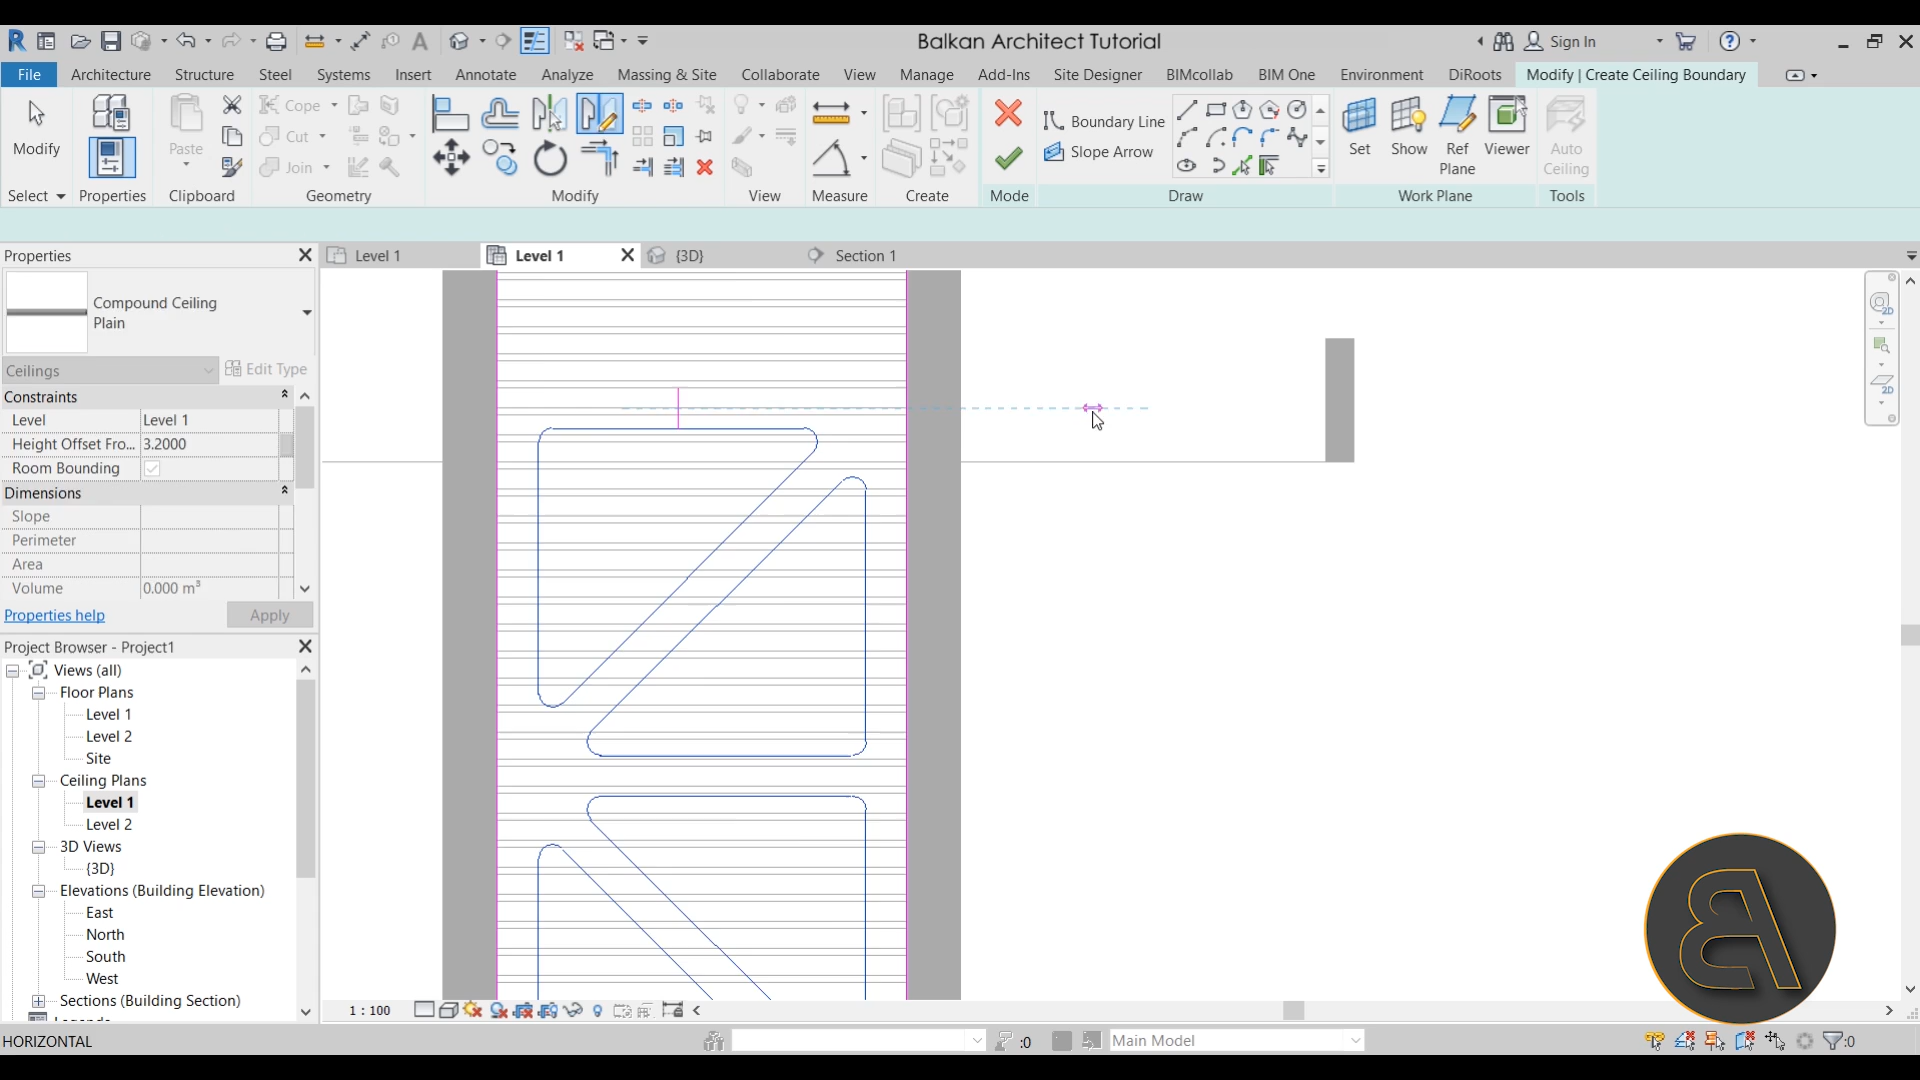 Balkan Architect Tutorial
Sign In
File Architecture Structure Steel Systems Insert Annotate Analyze Massing & Site Collaborate View Manage Add-Ins Site Designer BIMcollab BIM One Environment DiRoots Modify | Create Ceiling Boundary
Modify
Paste
Cope
Cut
Join
Boundary Line
Slope Arrow
Set
Show
Ref
Plane
Viewer
Auto
Ceiling
Select Properties Clipboard Geometry Modify View Measure Create Mode Draw Work Plane Tools
Properties
Level 1
Level 1
{3D}
Section 1
Compound Ceiling
Plain
Ceilings
Edit Type
Constraints
Level Level 1
Height Offset Fro... 3.2000
Room Bounding
Dimensions
Slope
Perimeter
Area
Volume 0.000 m³
Properties help
Apply
Project Browser - Project1
Views (all)
Floor Plans
Level 1
Level 2
Site
Ceiling Plans
Level 1
Level 2
3D Views
{3D}
Elevations (Building Elevation)
East
North
South
West
Sections (Building Section)
2D
2D
1 : 100
HORIZONTAL
:0
Main Model
:0